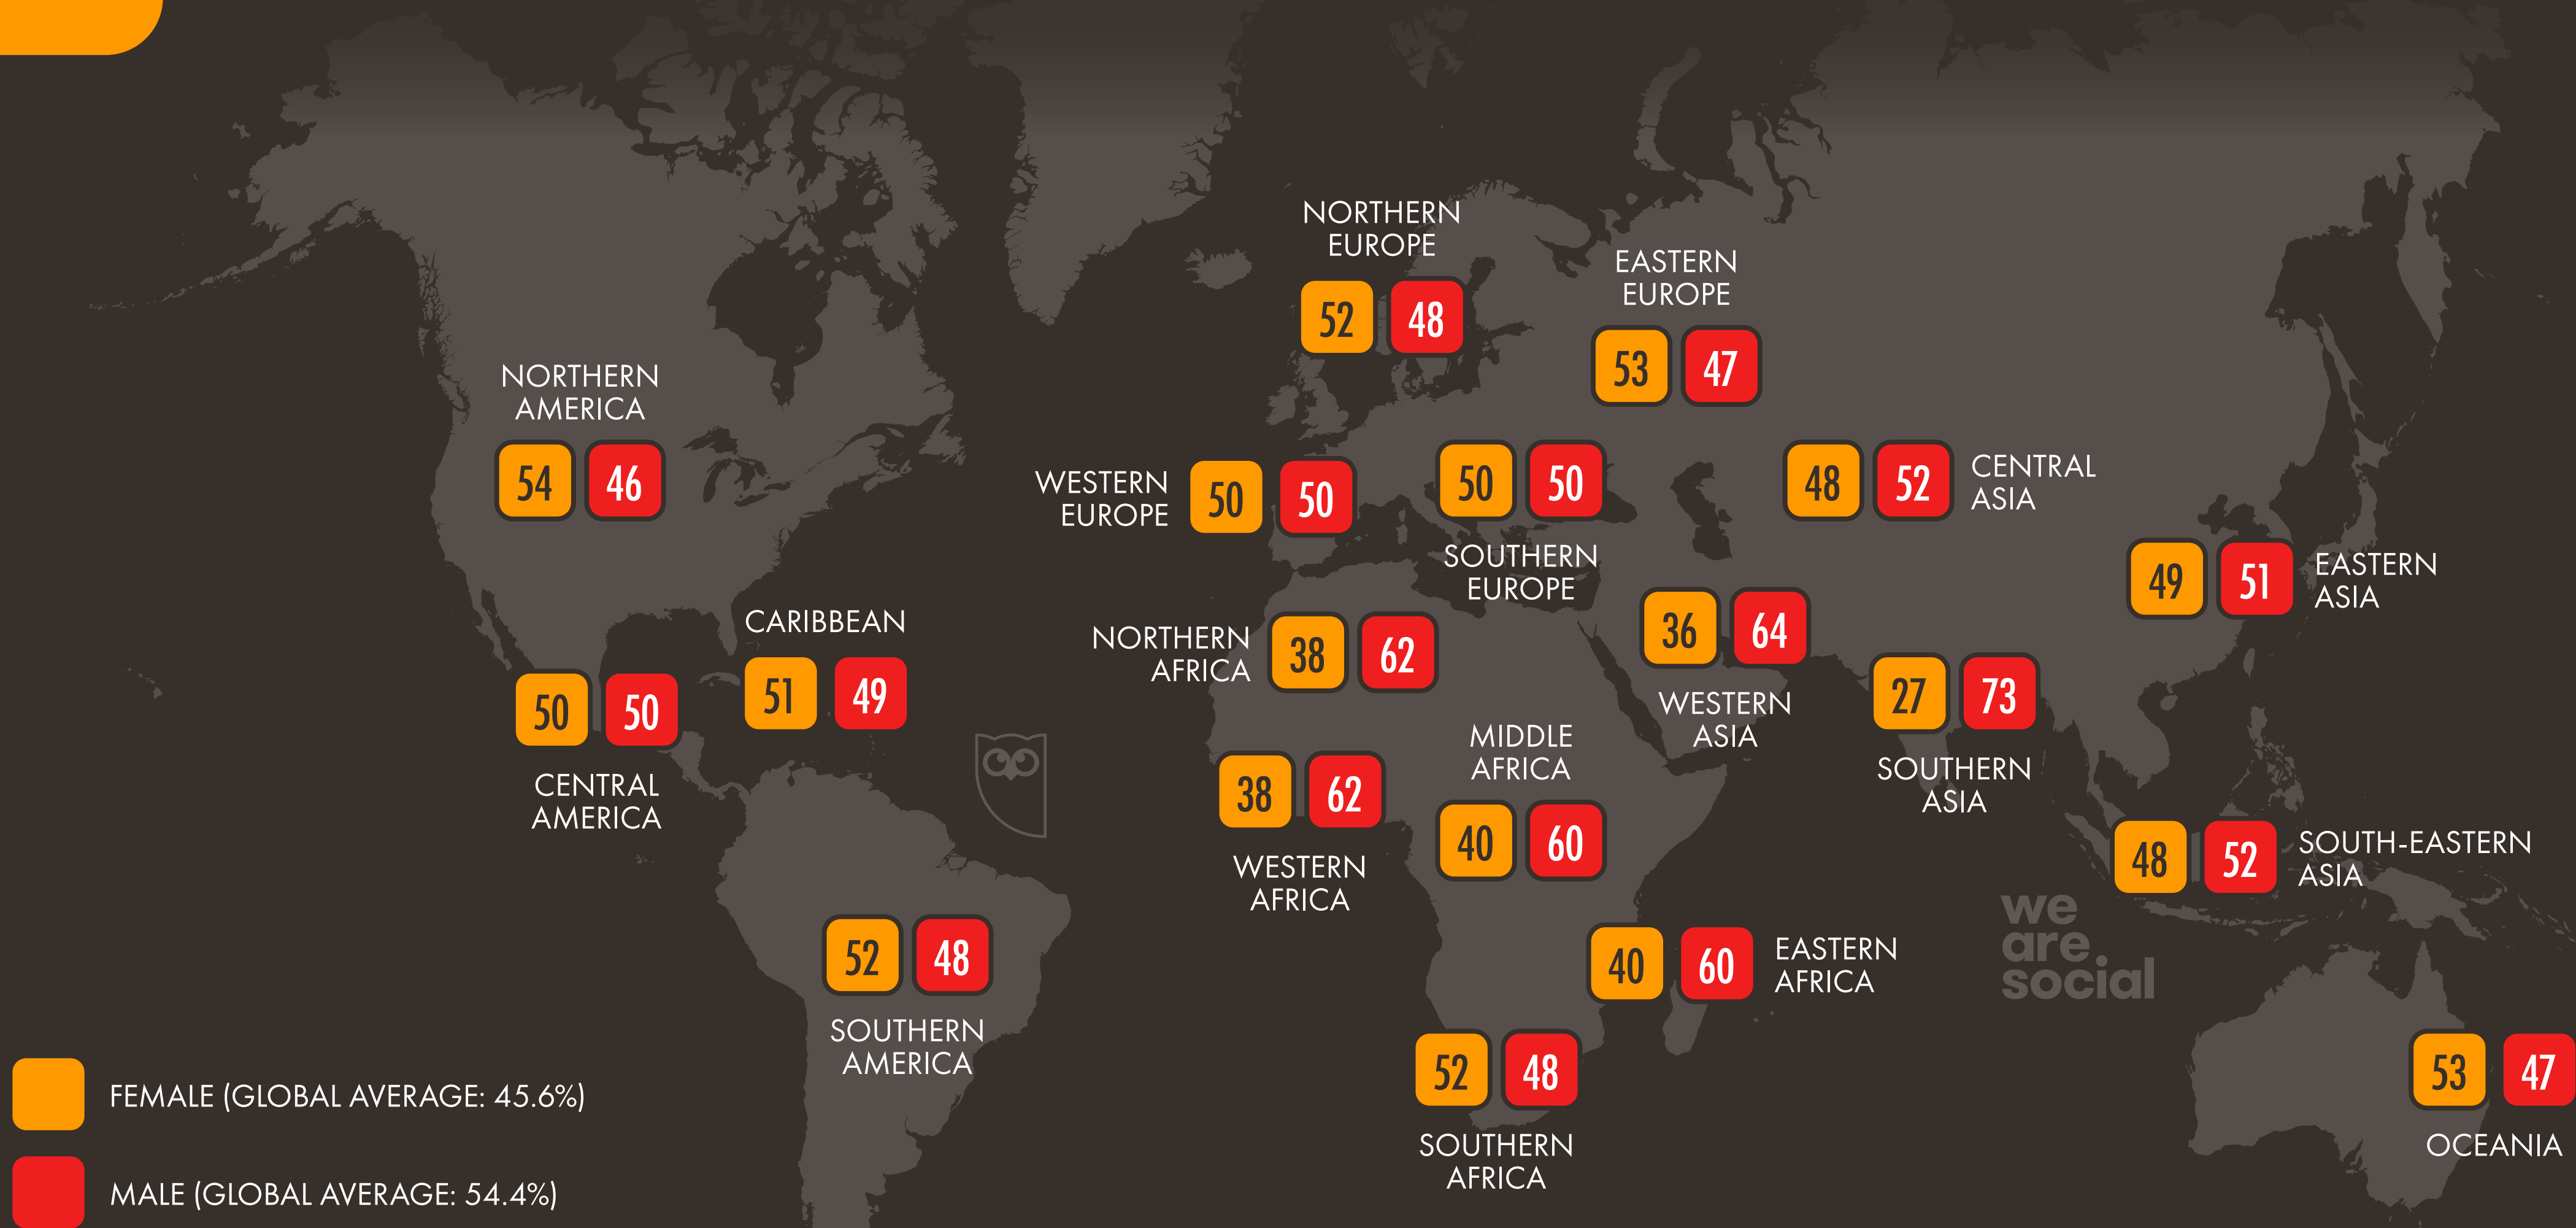 NORTHERN
EUROPE
52 48
EASTERN
EUROPE
53 47
NORTHERN
AMERICA
54 46
WESTERN
EUROPE
50 50
50 50
SOUTHERN
EUROPE
48 52
CENTRAL
ASIA
49 51
EASTERN
ASIA
CARIBBEAN
51 49
NORTHERN
AFRICA
38 62
36 64
WESTERN
ASIA
27 73
SOUTHERN
ASIA
50 50
CENTRAL
AMERICA
38 62
WESTERN
AFRICA
MIDDLE
AFRICA
40 60
48 52
SOUTH-EASTERN
ASIA
we
are
social
52 48
SOUTHERN
AMERICA
40 60
EASTERN
AFRICA
52 48
SOUTHERN
AFRICA
53 47
OCEANIA
FEMALE (GLOBAL AVERAGE: 45.6%)
MALE (GLOBAL AVERAGE: 54.4%)